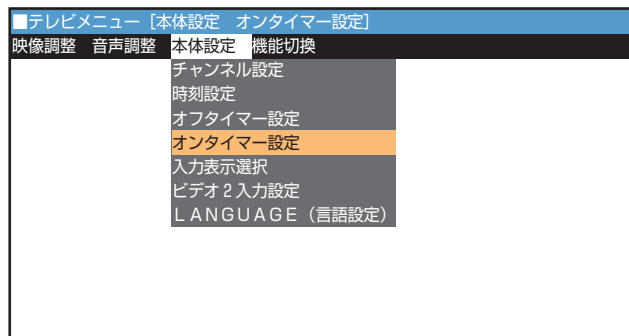 ■テレビメニュー［本体設定　オンタイマー設定］
映像調整　音声調整　本体設定　機能切換
チャンネル設定
時刻設定
オフタイマー設定
オンタイマー設定
入力表示選択
ビデオ２入力設定
ＬＡＮＧＵＡＧＥ（言語設定）